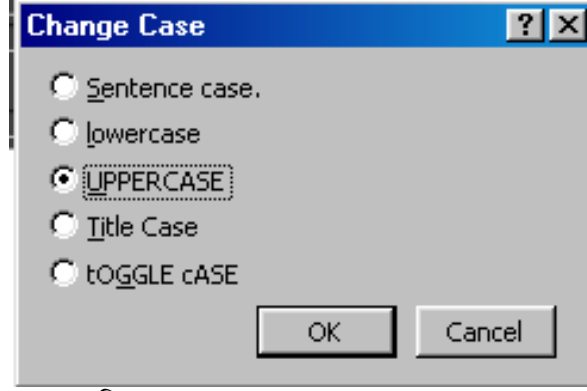 Change Case
Sentence case.
lowercase
UPPERCASE
Title Case
tOGGLE cASE
OK Cancel